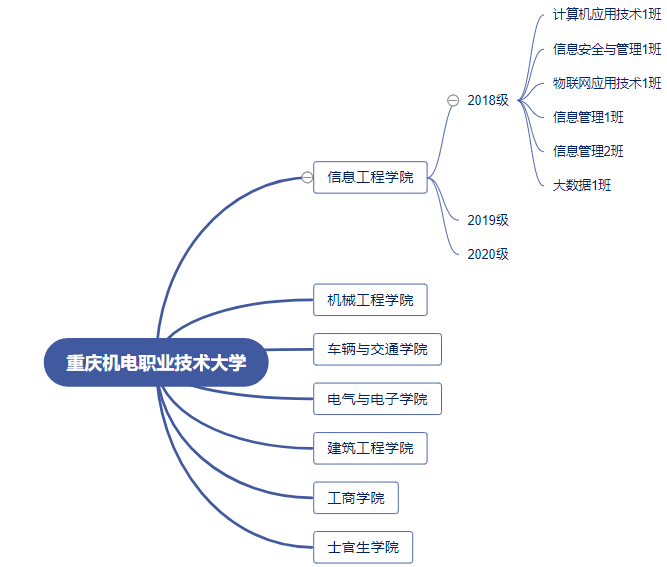 重庆机电职业技术大学
信息工程学院
2018级
计算机应用技术1班
信息安全与管理1班
物联网应用技术1班
信息管理1班
信息管理2班
大数据1班
2019级
2020级
机械工程学院
车辆与交通学院
电气与电子学院
建筑工程学院
工商学院
士官生学院